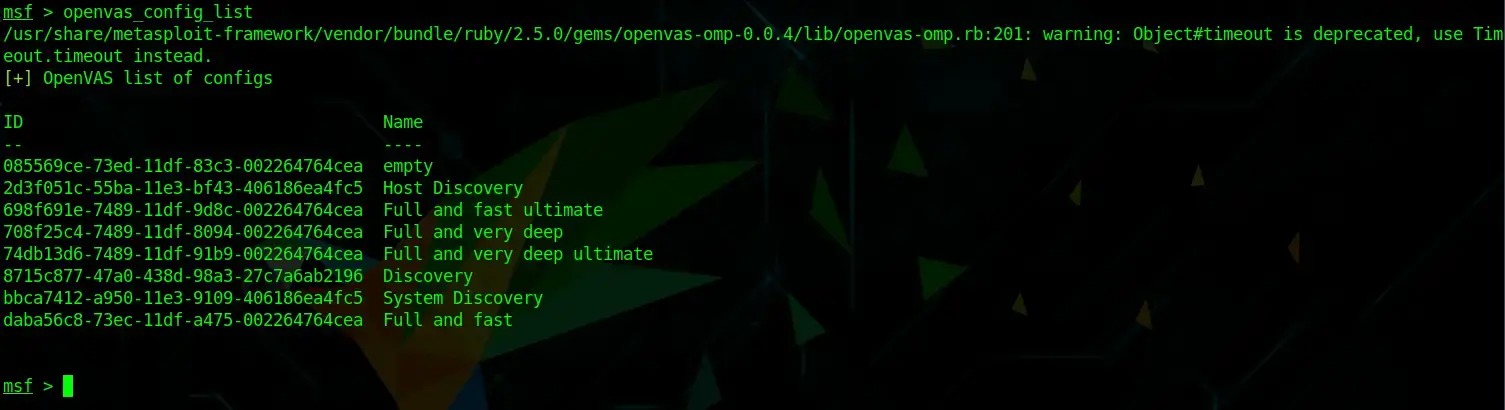 msf > openvas_config_list
/usr/share/metasploit-framework/vendor/bundle/ruby/2.5.0/gems/openvas-omp-0.0.4/lib/openvas-omp.rb:201: warning: Object#timeout is deprecated, use Tim
eout.timeout instead.
[+] OpenVAS list of configs
ID                                    Name
--                                    ----
085569ce-73ed-11df-83c3-002264764cea  empty
2d3f051c-55ba-11e3-bf43-406186ea4fc5  Host Discovery
698f691e-7489-11df-9d8c-002264764cea  Full and fast ultimate
708f25c4-7489-11df-8094-002264764cea  Full and very deep
74db13d6-7489-11df-91b9-002264764cea  Full and very deep ultimate
8715c877-47a0-438d-98a3-27c7a6ab2196  Discovery
bbca7412-a950-11e3-9109-406186ea4fc5  System Discovery
daba56c8-73ec-11df-a475-002264764cea  Full and fast
msf >